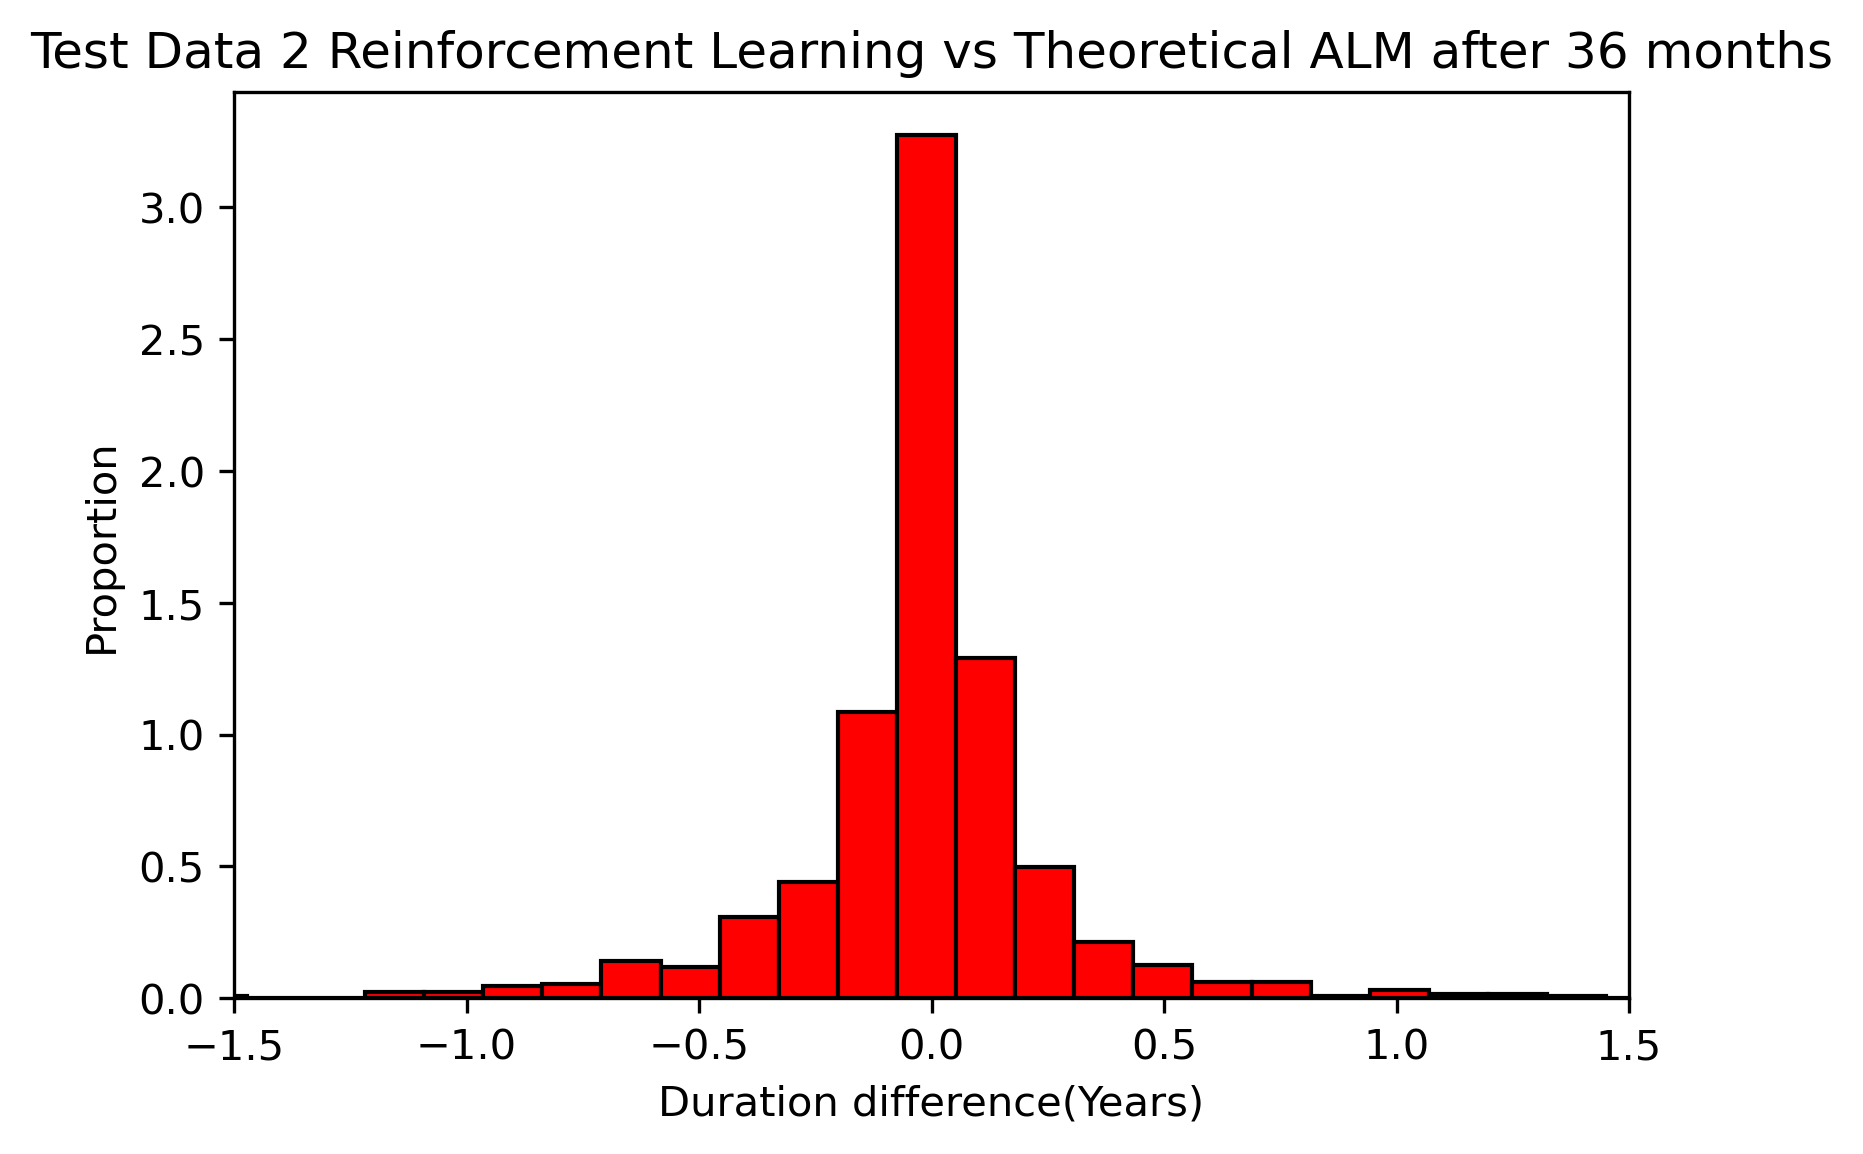 Test Data 2 Reinforcement Learning vs Theoretical ALM after 36 months
3.0
2.5
2.0
1.5
1.0
0.5
0.0
Proportion
−1.5 −1.0 −0.5 0.0 0.5 1.0 1.5
Duration difference(Years)